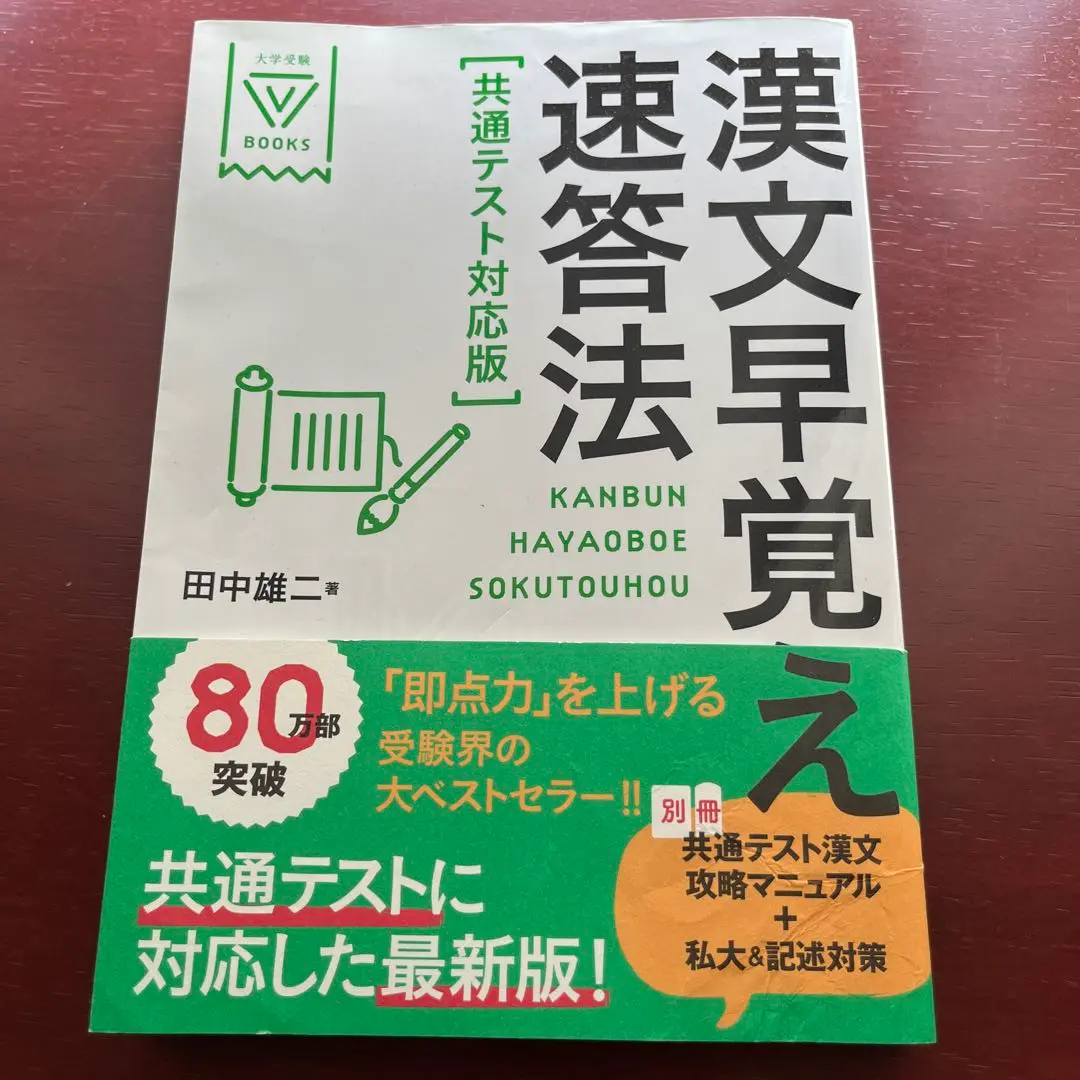 大学受験
BOOKS
漢文早覚え
速答法
[共通テスト対応版]
KANBUN
HAYAOBOE
SOKUTOUHOU
田中雄二 著
80万部
突破
「即点力」を上げる
受験界の
大ベストセラー!!
別冊
共通テスト漢文
攻略マニュアル
+
私大&記述対策
共通テストに
対応した最新版!